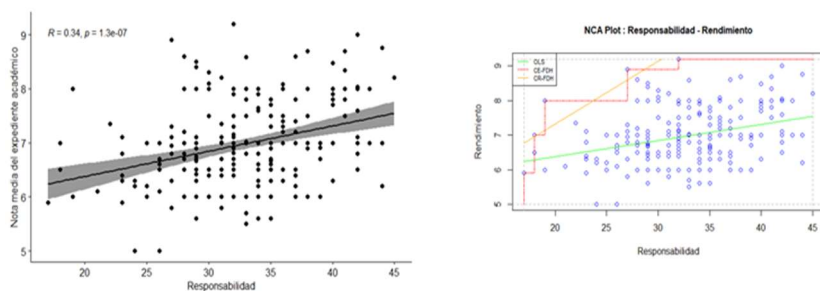 R = 0.34, p = 1.3e-07
Nota media del expediente académico
9
8
7
6
5
20
25
30
35
40
45
Responsabilidad
NCA Plot : Responsabilidad - Rendimiento
OLS
CE-FDH
CR-FDH
Rendimiento
9
8
7
6
5
20
25
30
35
40
45
Responsabilidad